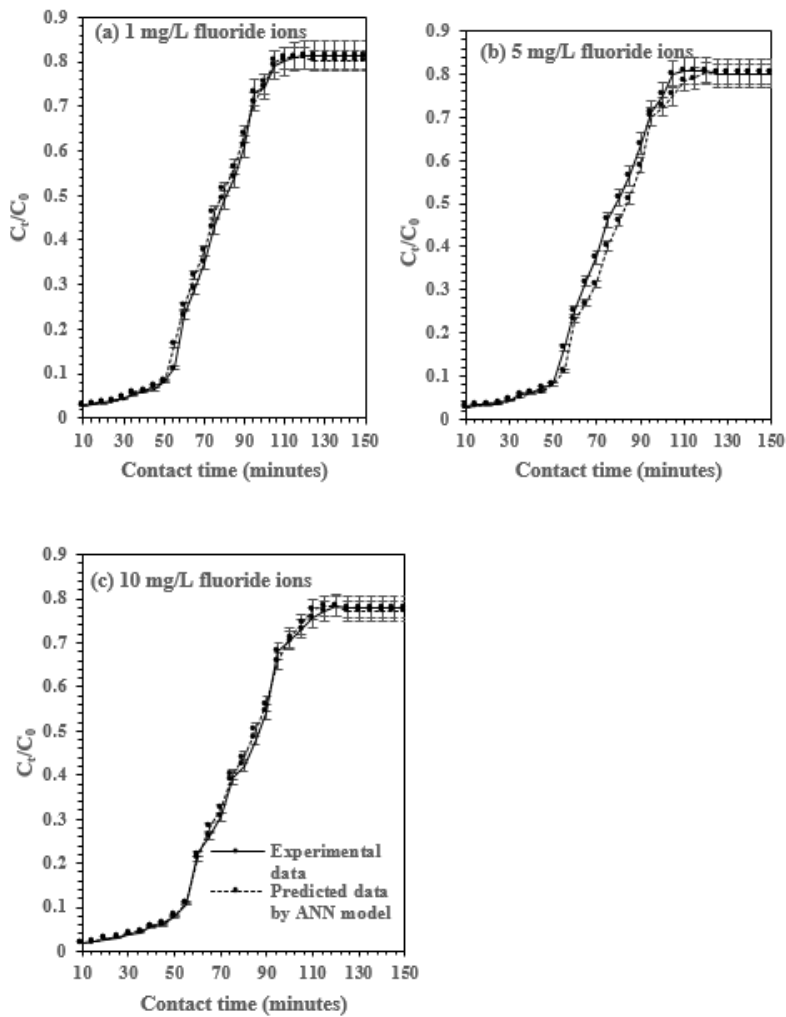 (a) 1 mg/L fluoride ions
0.9
0.8
0.7
0.6
0.5
0.4
0.3
0.2
0.1
0
Cₜ/C₀
10 30 50 70 90 110 130 150
Contact time (minutes)
(b) 5 mg/L fluoride ions
0.9
0.8
0.7
0.6
0.5
0.4
0.3
0.2
0.1
0
Cₜ/C₀
10 30 50 70 90 110 130 150
Contact time (minutes)
(c) 10 mg/L fluoride ions
0.9
0.8
0.7
0.6
0.5
0.4
0.3
0.2
0.1
0
Cₜ/C₀
Experimental
data
Predicted data
by ANN model
10 30 50 70 90 110 130 150
Contact time (minutes)